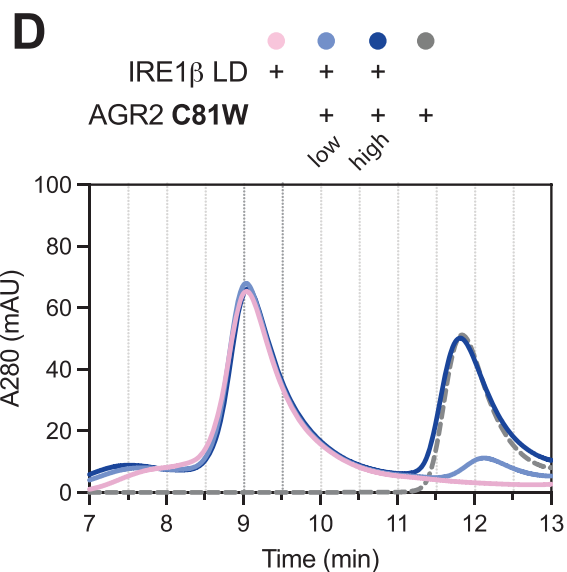 D
IRE1β LD + + +
AGR2 C81W + + +
low high
100
80
60
40
20
0
A280 (mAU)
7 8 9 10 11 12 13
Time (min)